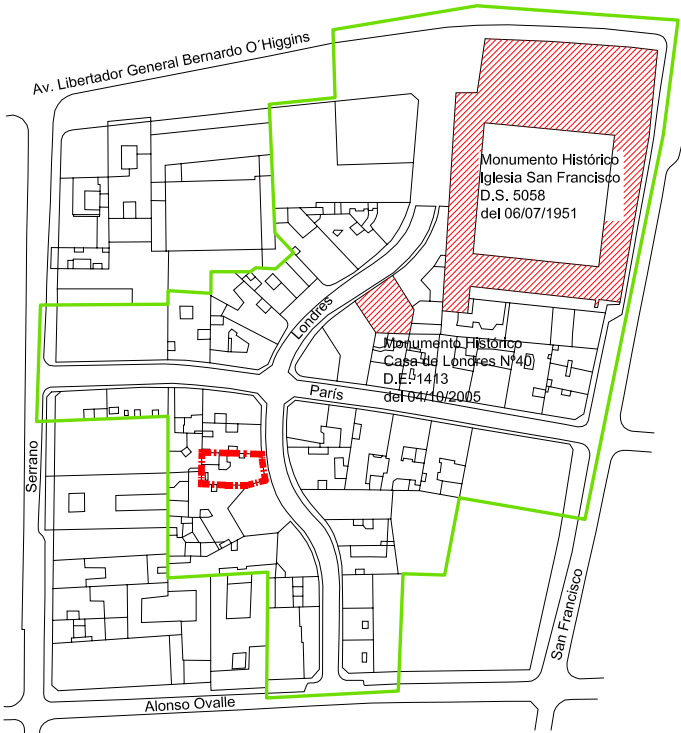 Av. Libertador General Bernardo O´Higgins
Monumento Histórico
Iglesia San Francisco
D.S. 5058
del 06/07/1951
Londres
Monumento Histórico
Casa de Londres Nº40
D.E. 1413
del 04/10/2005
París
Serrano
San Francisco
Alonso Ovalle